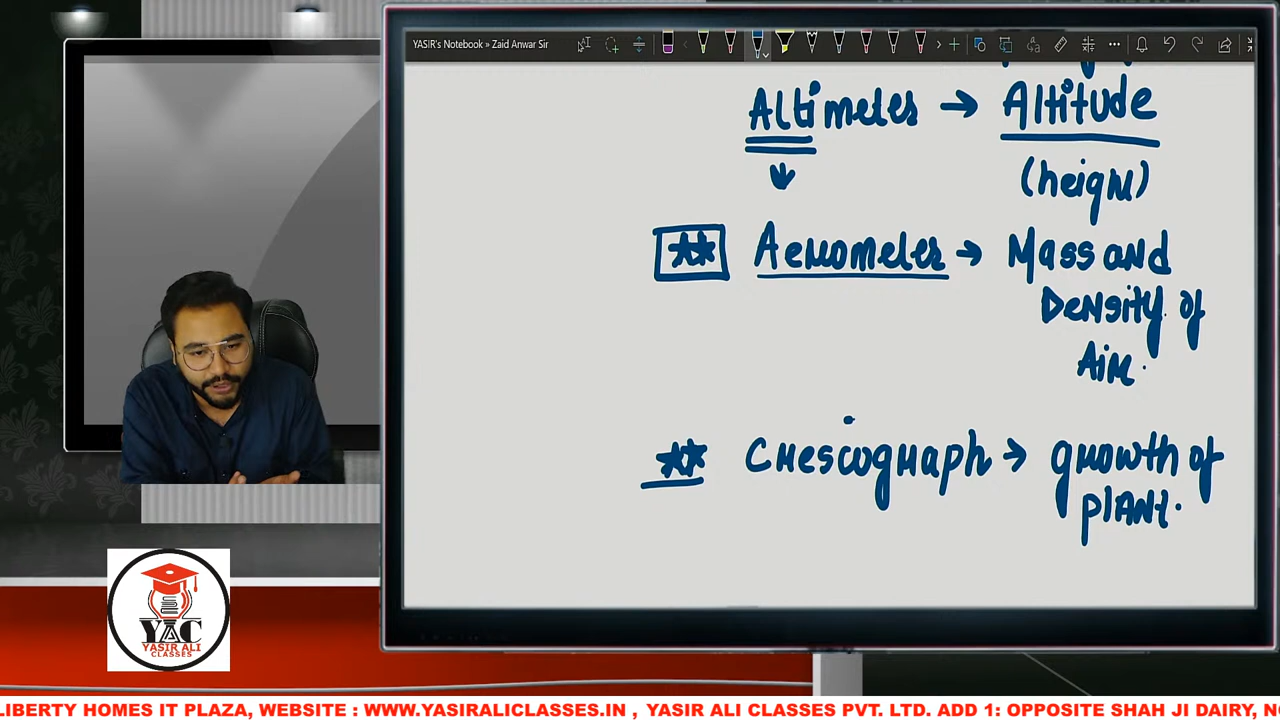 YASIR's Notebook » Zaid Anwar Sir
Altimeter → Altitude
(height)
** Aerometer → Mass and
Density of
Air.
** Crescograph → growth of
plant.
YAC
YASIR ALI
CLASSES
LIBERTY HOMES IT PLAZA, WEBSITE : WWW.YASIRALICLASSES.IN , YASIR ALI CLASSES PVT. LTD. ADD 1: OPPOSITE SHAH JI DAIRY, NO